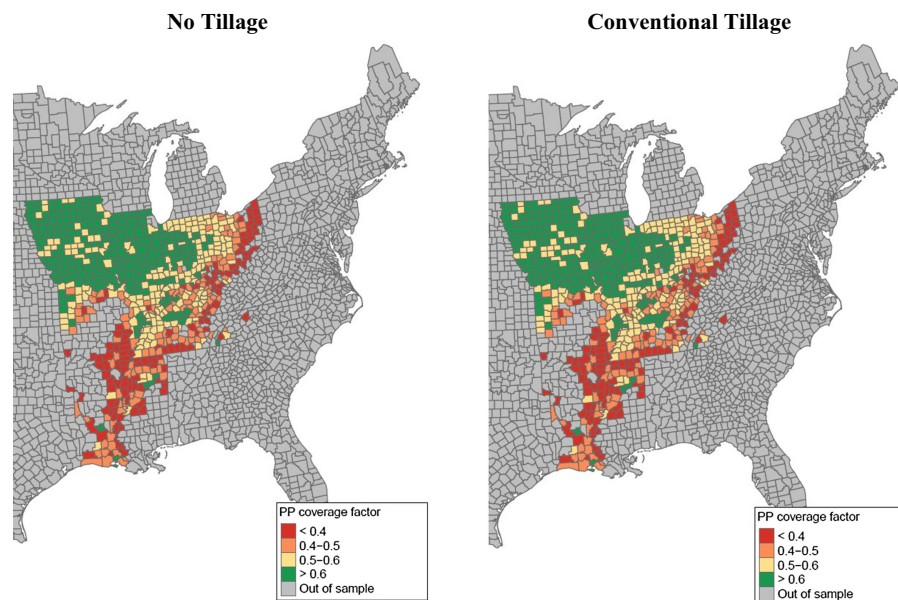 No Tillage
Conventional Tillage
PP coverage factor
< 0.4
0.4–0.5
0.5–0.6
> 0.6
Out of sample
PP coverage factor
< 0.4
0.4–0.5
0.5–0.6
> 0.6
Out of sample